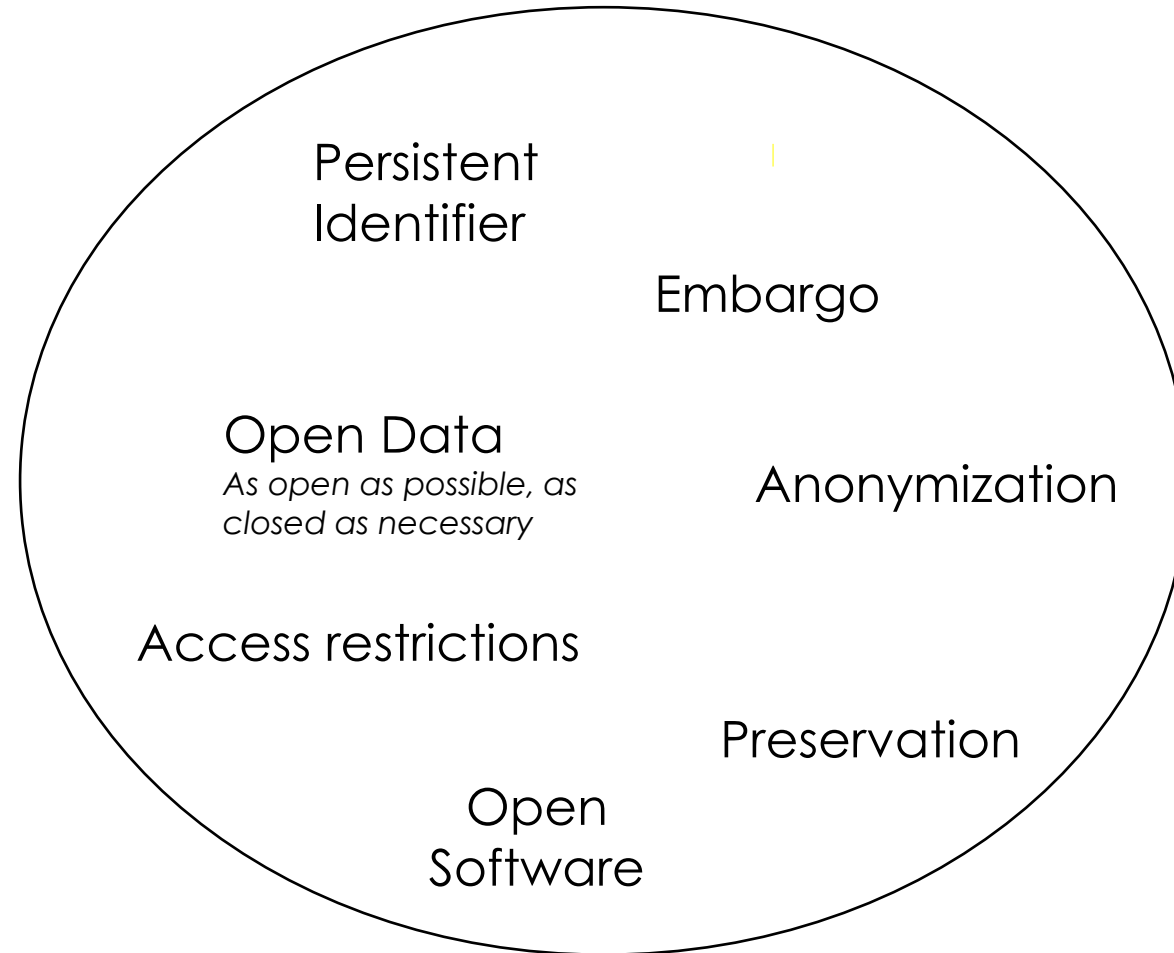 Persistent
Identifier
Embargo
Open Data
As open as possible, as
closed as necessary
Anonymization
Access restrictions
Preservation
Open
Software